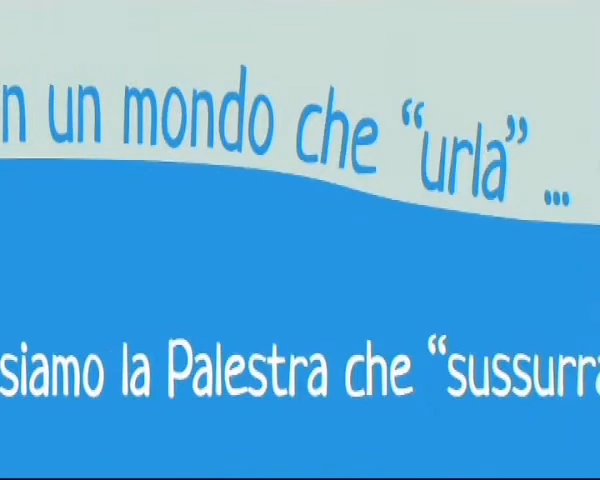 n un mondo che “urla” ...
siamo la Palestra che “sussurra